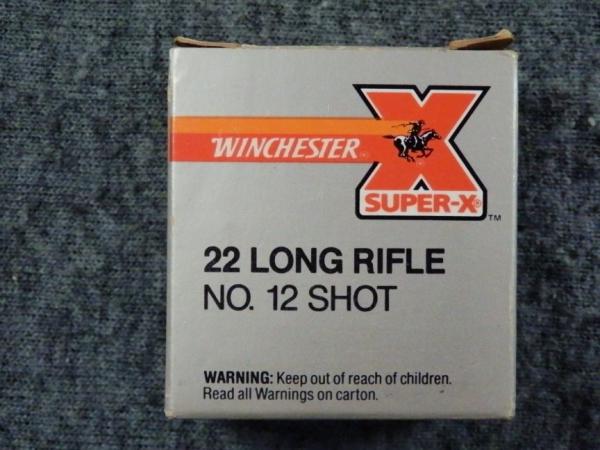 WINCHESTER®
X
SUPER-X®
™
22 LONG RIFLE
NO. 12 SHOT
WARNING: Keep out of reach of children.
Read all Warnings on carton.